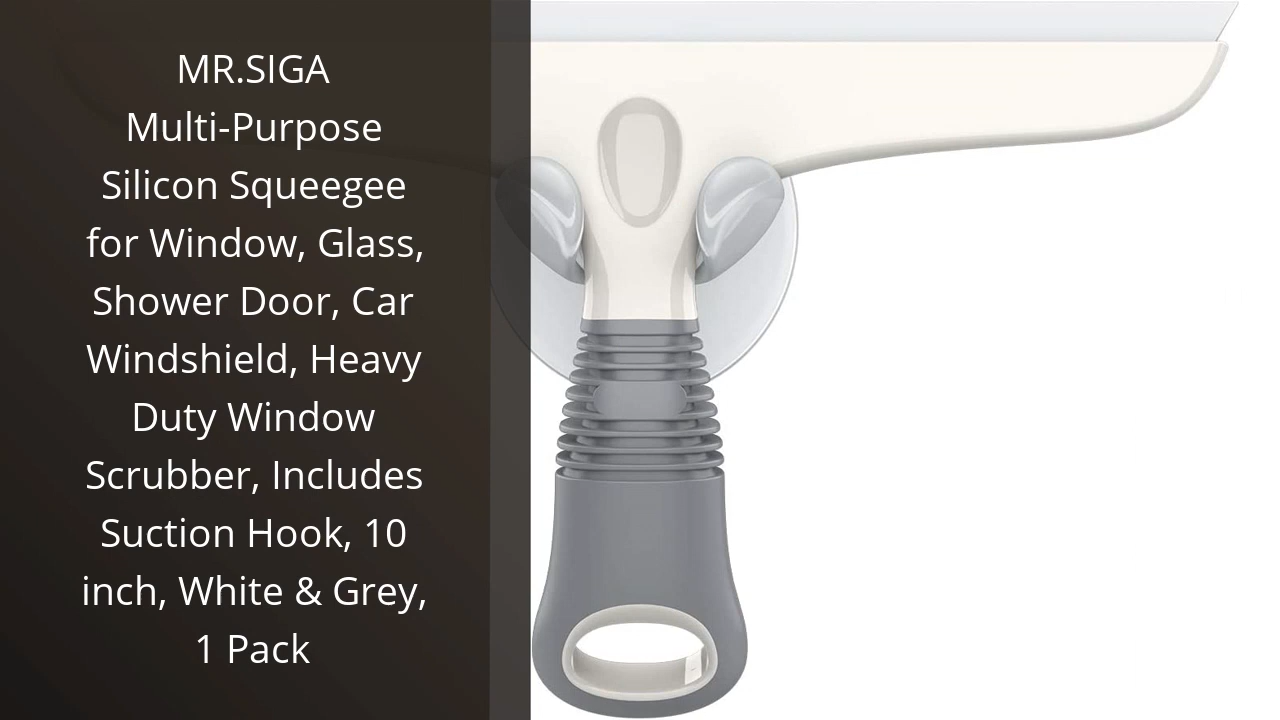 MR.SIGA
Multi-Purpose
Silicon Squeegee
for Window, Glass,
Shower Door, Car
Windshield, Heavy
Duty Window
Scrubber, Includes
Suction Hook, 10
inch, White & Grey,
1 Pack